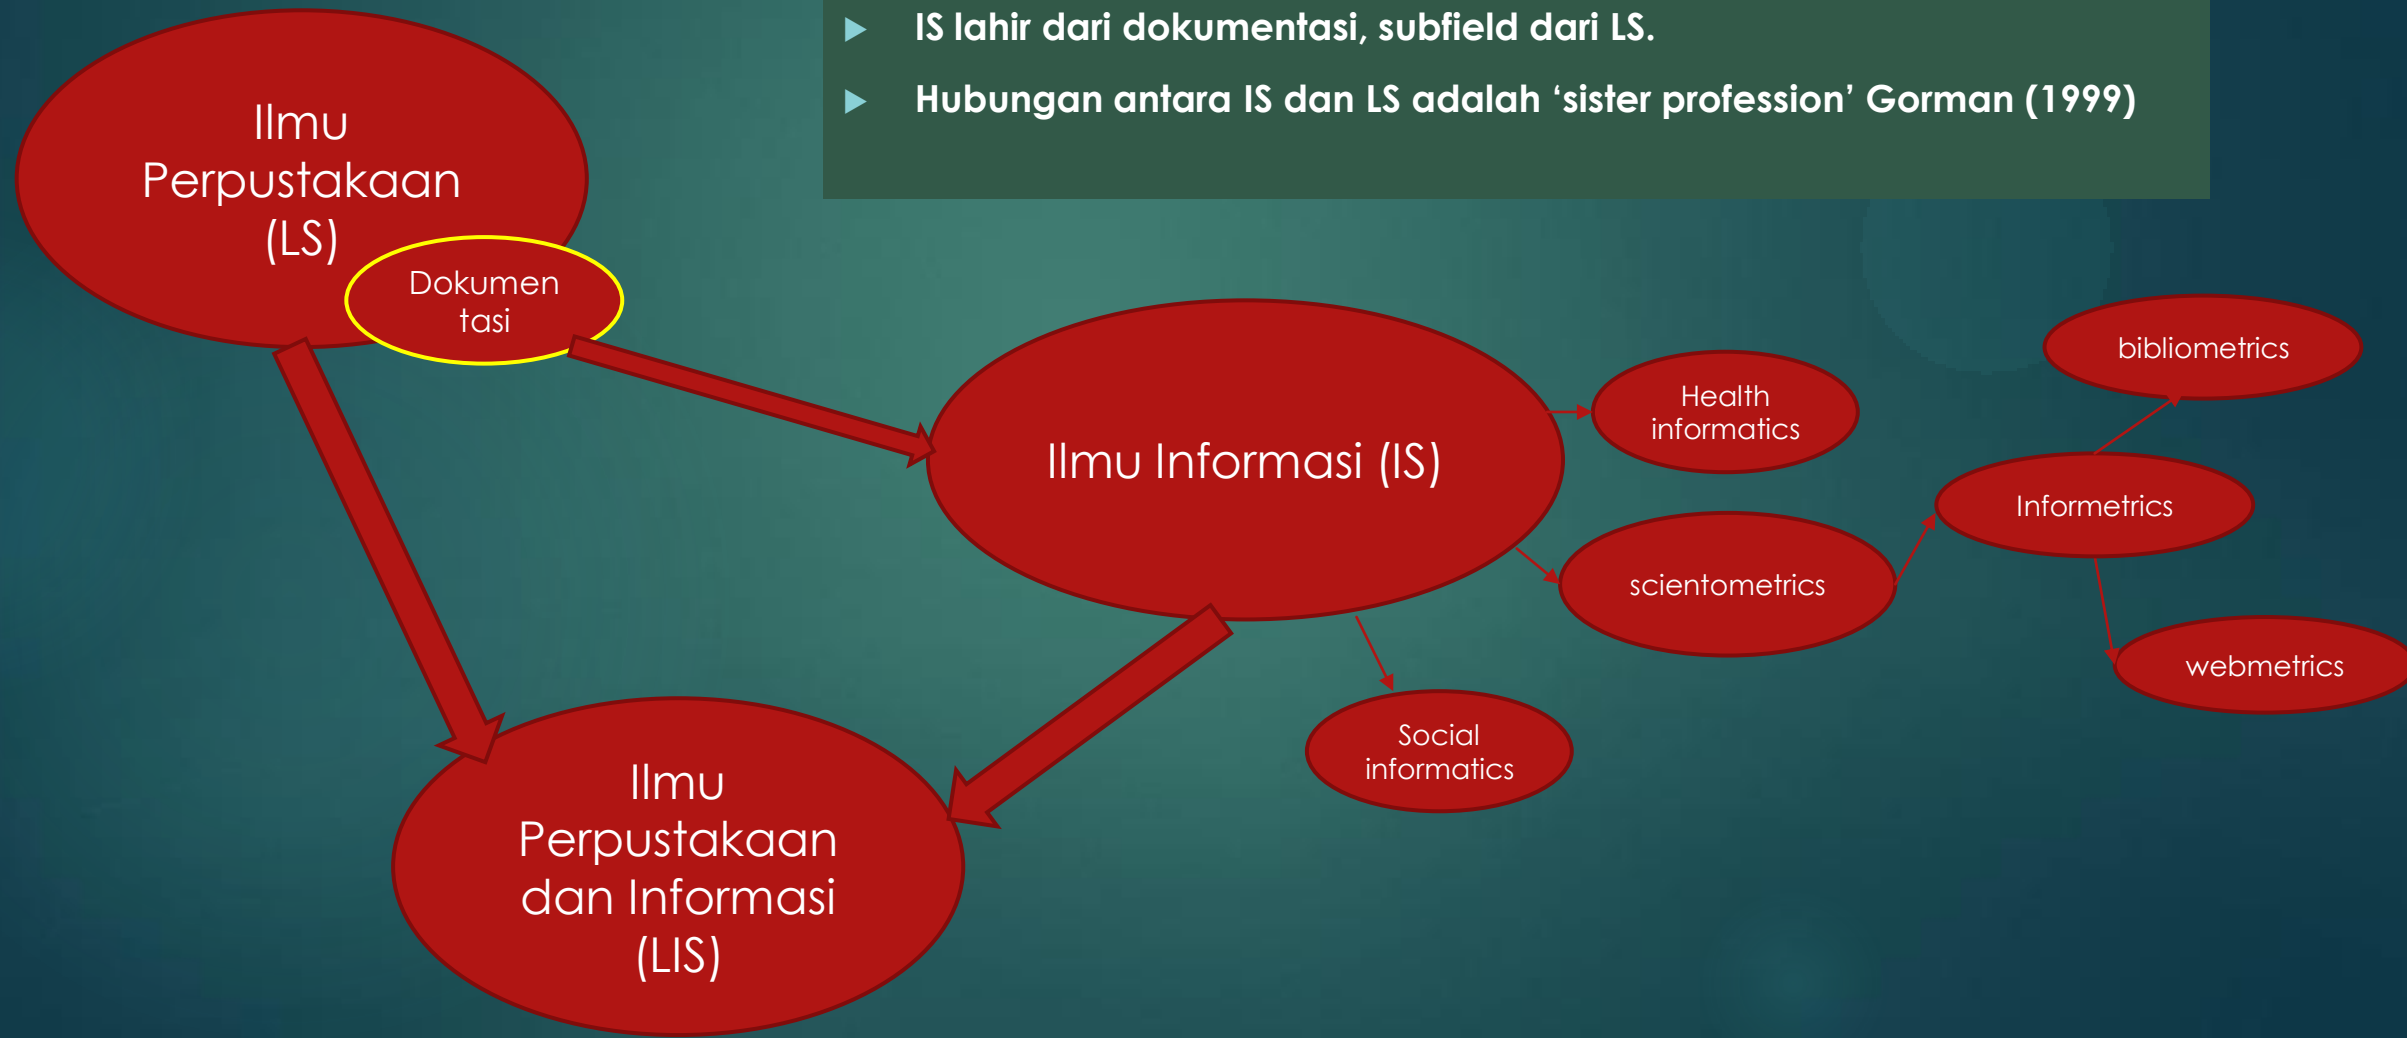 IS lahir dari dokumentasi, subfield dari LS.
Hubungan antara IS dan LS adalah ‘sister profession’ Gorman (1999)
Ilmu
Perpustakaan
(LS)
Dokumen
tasi
Ilmu Informasi (IS)
Health
informatics
bibliometrics
Informetrics
scientometrics
webmetrics
Social
informatics
Ilmu
Perpustakaan
dan Informasi
(LIS)